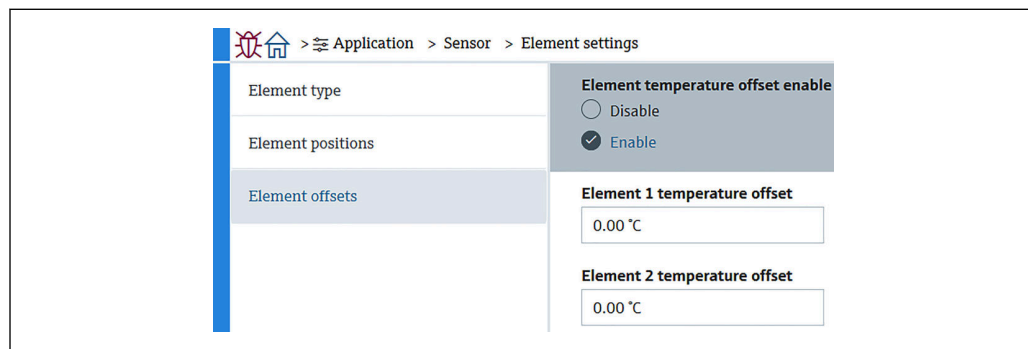 > Application > Sensor > Element settings
Element type
Element positions
Element offsets
Element temperature offset enable
Disable
Enable
Element 1 temperature offset
0.00 °C
Element 2 temperature offset
0.00 °C